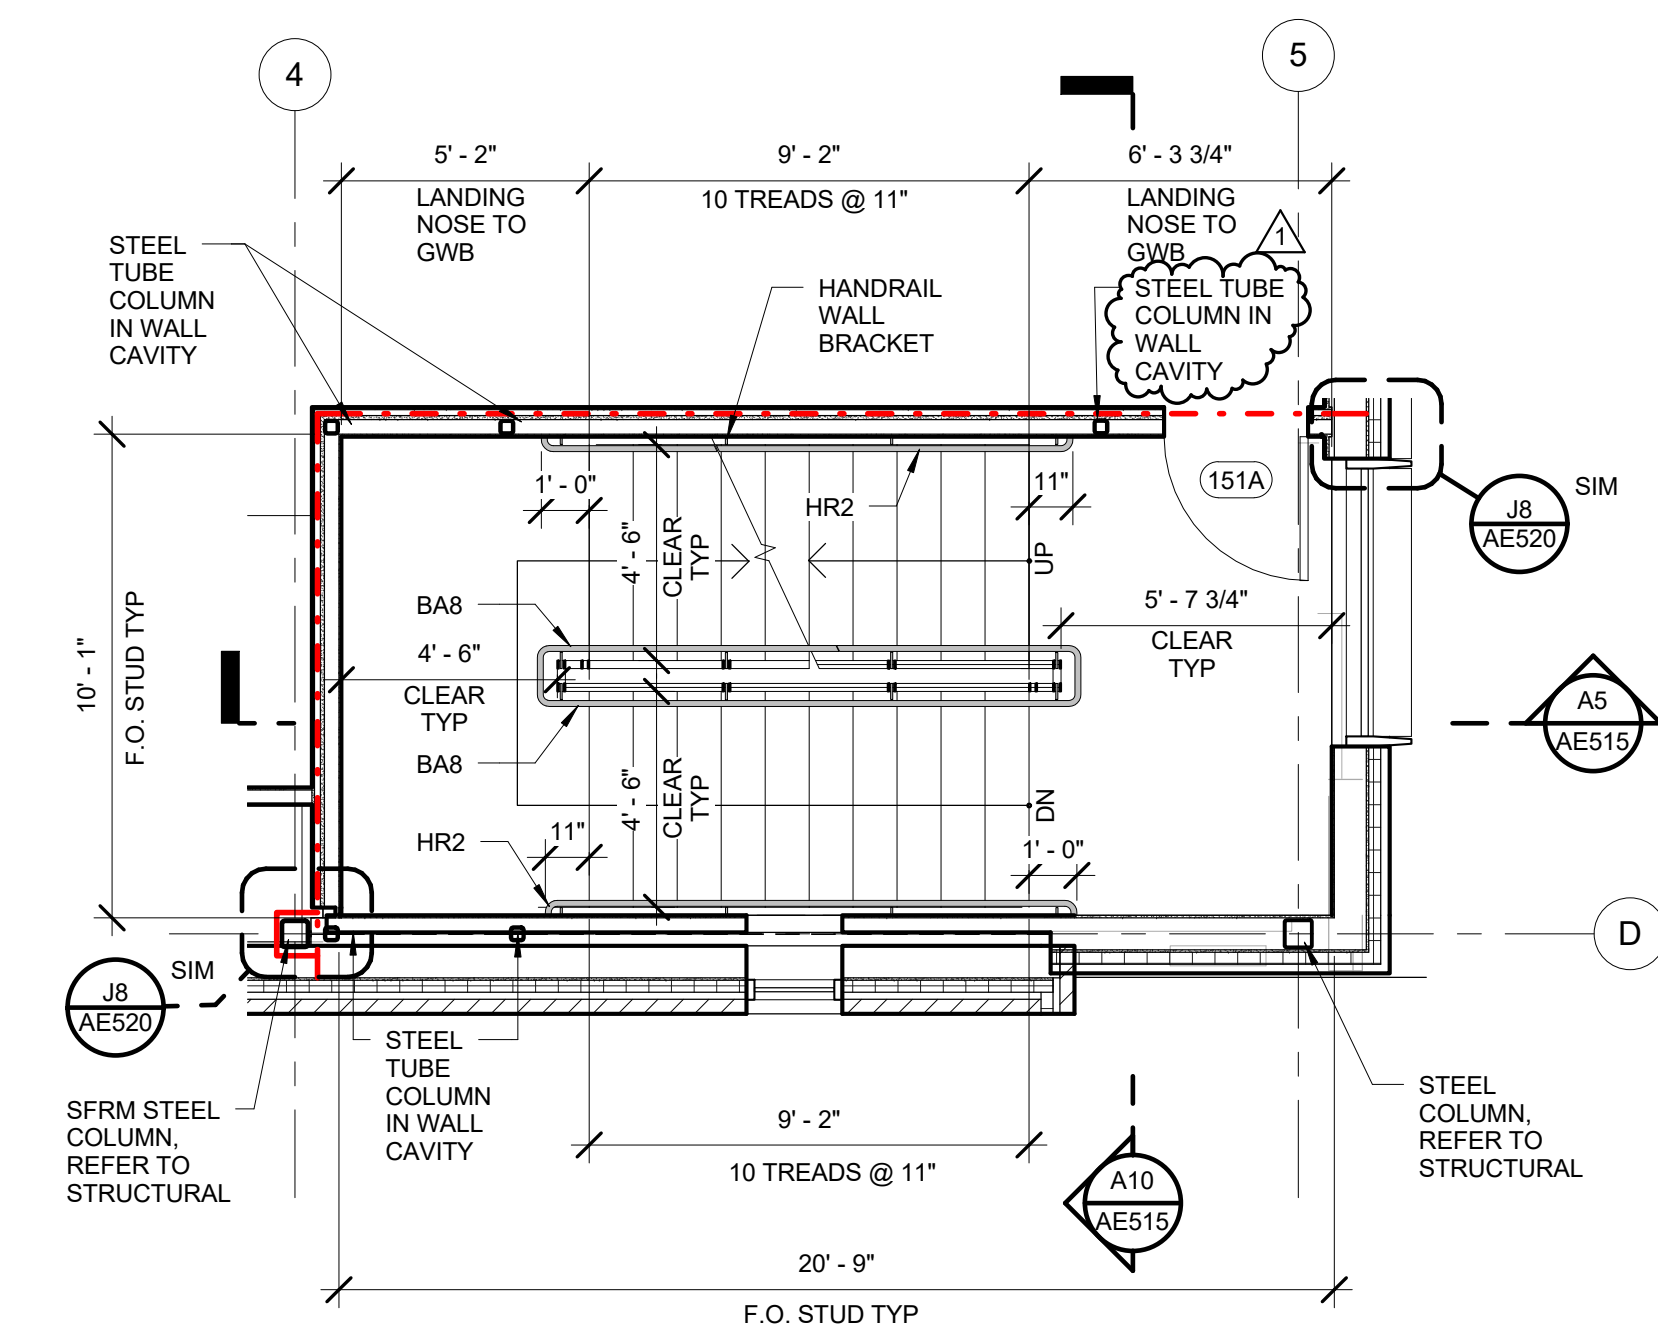 4
5
5' - 2"
9' - 2"
6' - 3 3/4"
LANDING
NOSE TO
GWB
10 TREADS @ 11"
LANDING
NOSE TO
GWB
1
STEEL
TUBE
COLUMN
IN WALL
CAVITY
HANDRAIL
WALL
BRACKET
STEEL TUBE
COLUMN IN
WALL
CAVITY
1' - 0"
HR2
11"
151A
SIM
J8
AE520
4' - 6"
CLEAR
TYP
UP
BA8
4' - 6"
CLEAR
TYP
5' - 7 3/4"
CLEAR
TYP
10' - 1"
F.O. STUD TYP
A5
AE515
BA8
4' - 6"
CLEAR
TYP
DN
HR2
11"
1' - 0"
D
SIM
J8
AE520
STEEL
TUBE
COLUMN
IN WALL
CAVITY
SFRM STEEL
COLUMN,
REFER TO
STRUCTURAL
9' - 2"
10 TREADS @ 11"
STEEL
COLUMN,
REFER TO
STRUCTURAL
A10
AE515
20' - 9"
F.O. STUD TYP